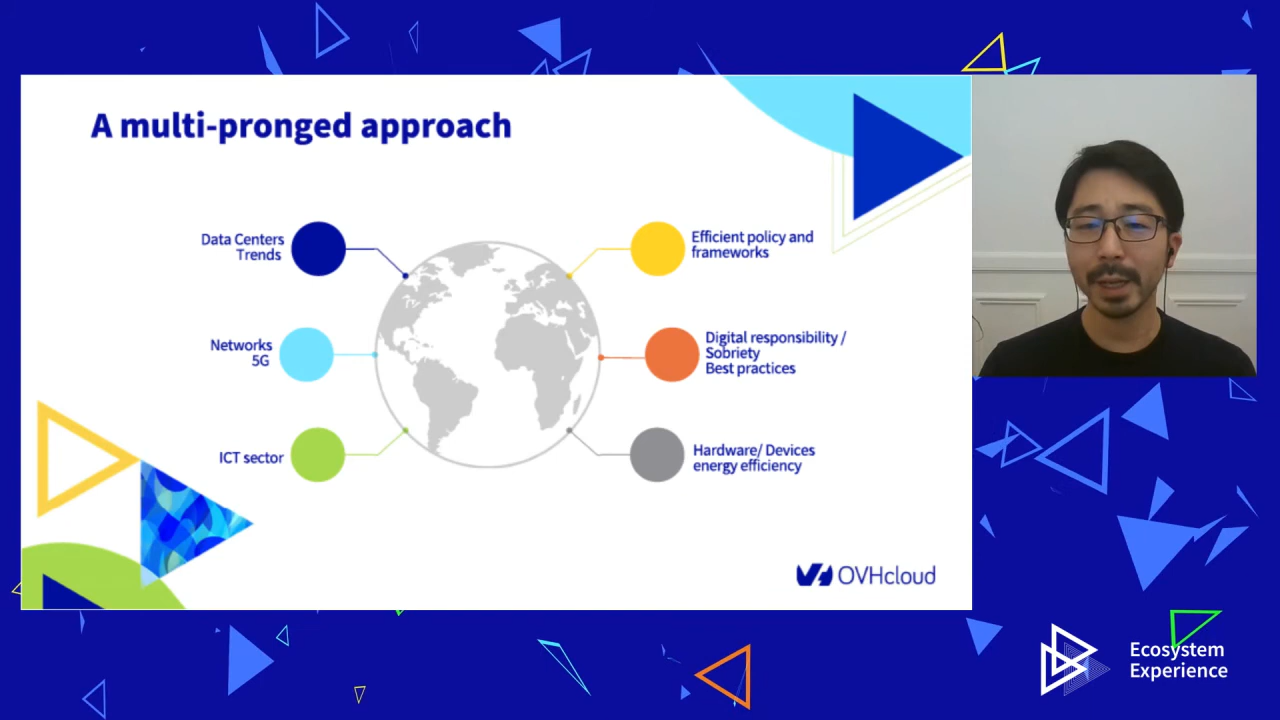 A multi-pronged approach
Data Centers
Trends
Networks
5G
ICT sector
Efficient policy and
frameworks
Digital responsibility /
Sobriety
Best practices
Hardware/ Devices
energy efficiency
OVHcloud
Ecosystem
Experience